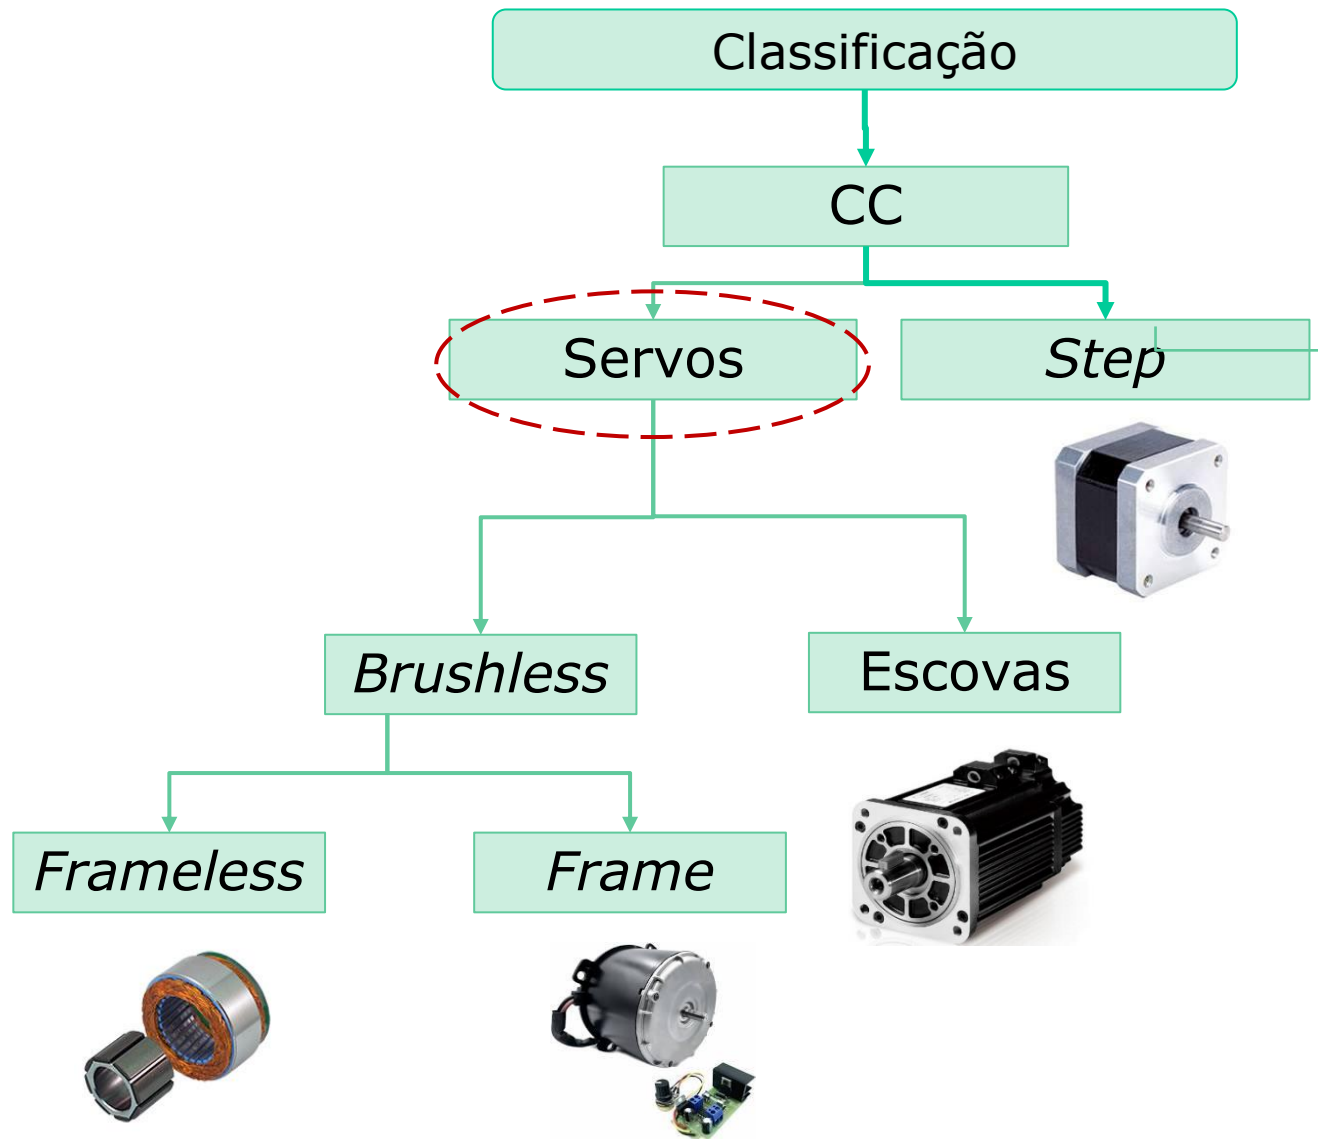 Classificação
CC
Servos
Step
Brushless
Escovas
Frameless
Frame